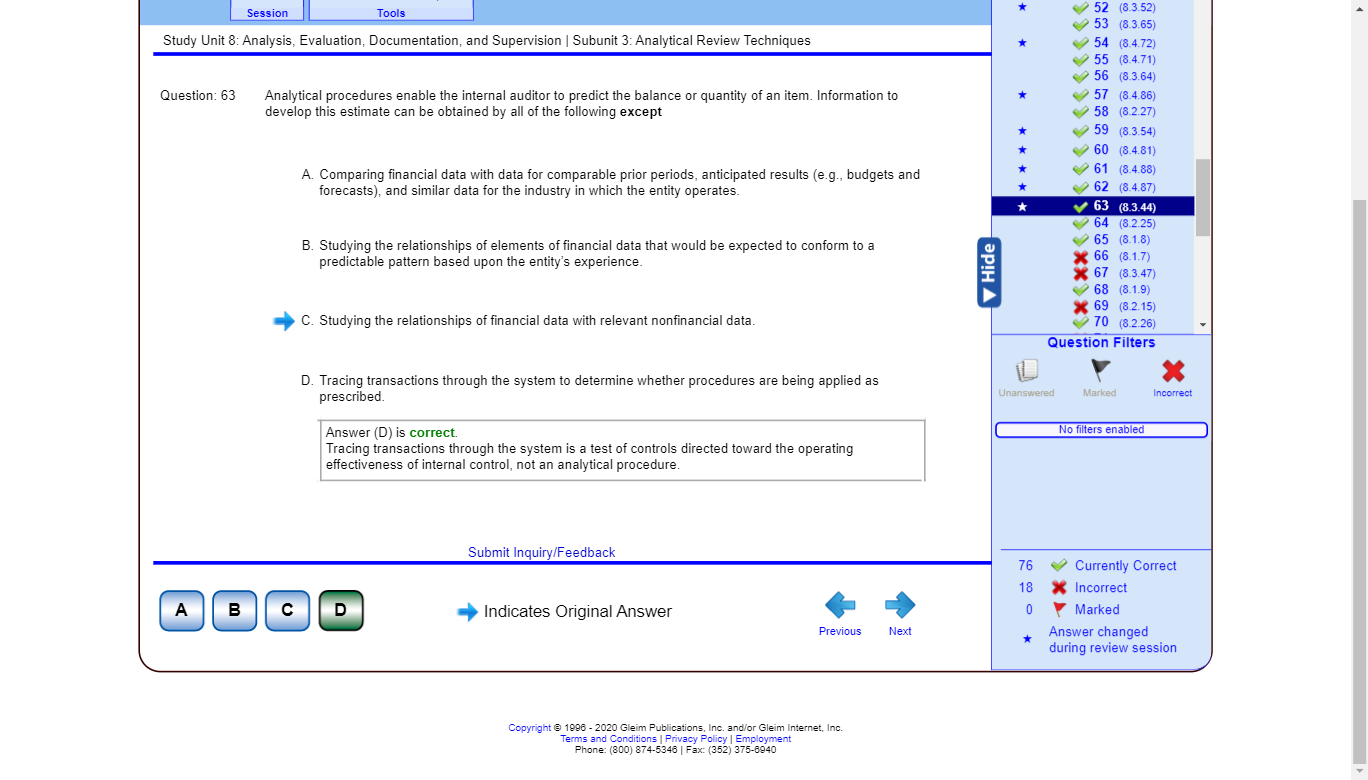 Session
Tools
Study Unit 8: Analysis, Evaluation, Documentation, and Supervision | Subunit 3: Analytical Review Techniques
Question: 63
Analytical procedures enable the internal auditor to predict the balance or quantity of an item. Information to
develop this estimate can be obtained by all of the following except
A. Comparing financial data with data for comparable prior periods, anticipated results (e.g., budgets and
forecasts), and similar data for the industry in which the entity operates.
B. Studying the relationships of elements of financial data that would be expected to conform to a
predictable pattern based upon the entity's experience.
C. Studying the relationships of financial data with relevant nonfinancial data.
D. Tracing transactions through the system to determine whether procedures are being applied as
prescribed.
Answer (D) is correct.
Tracing transactions through the system is a test of controls directed toward the operating
effectiveness of internal control, not an analytical procedure.
Submit Inquiry/Feedback
A B C D
Indicates Original Answer
Previous
Next
52 (8.3.52)
53 (8.3.65)
54 (8.4.72)
55 (8.4.71)
56 (8.3.64)
57 (8.4.86)
58 (8.2.27)
59 (8.3.54)
60 (8.4.81)
61 (8.4.88)
62 (8.4.87)
63 (8.3.44)
64 (8.2.25)
65 (8.1.8)
66 (8.1.7)
67 (8.3.47)
68 (8.1.9)
69 (8.2.15)
70 (8.2.26)
Hide
Question Filters
Unanswered
Marked
Incorrect
No filters enabled
76 Currently Correct
18 Incorrect
0 Marked
Answer changed
during review session
Copyright © 1996 - 2020 Gleim Publications, Inc. and/or Gleim Internet, Inc.
Terms and Conditions | Privacy Policy | Employment
Phone: (800) 874-5346 | Fax: (352) 375-6940